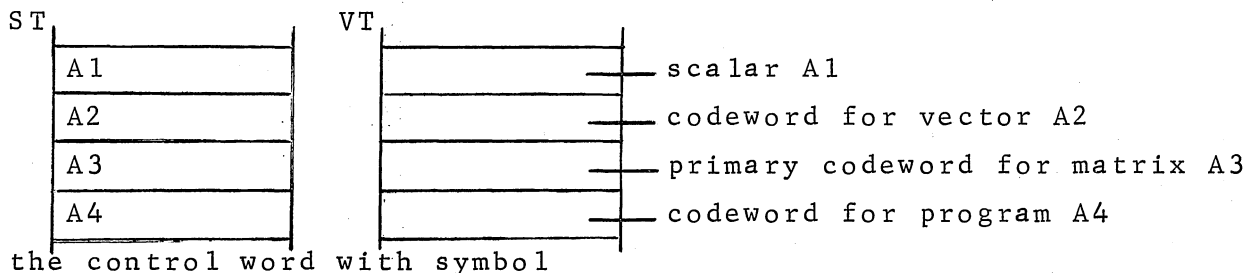 ST VT
A1 scalar A1
A2 codeword for vector A2
A3 primary codeword for matrix A3
A4 codeword for program A4
the control word with symbol